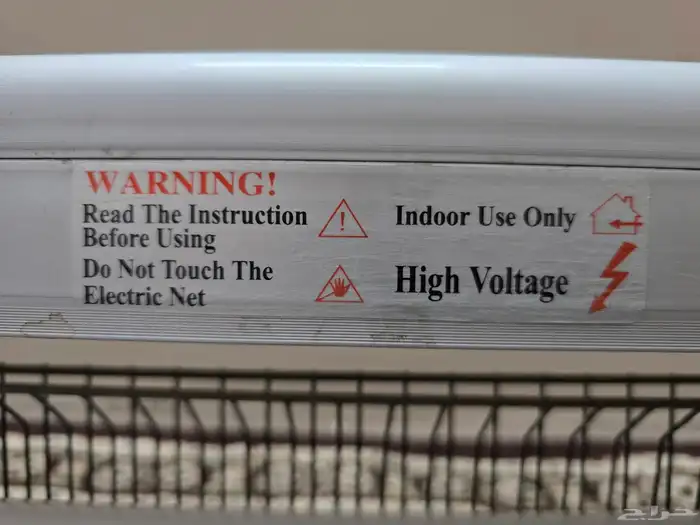 WARNING!
Read The Instruction
Before Using
Do Not Touch The
Electric Net
Indoor Use Only
High Voltage
حراج